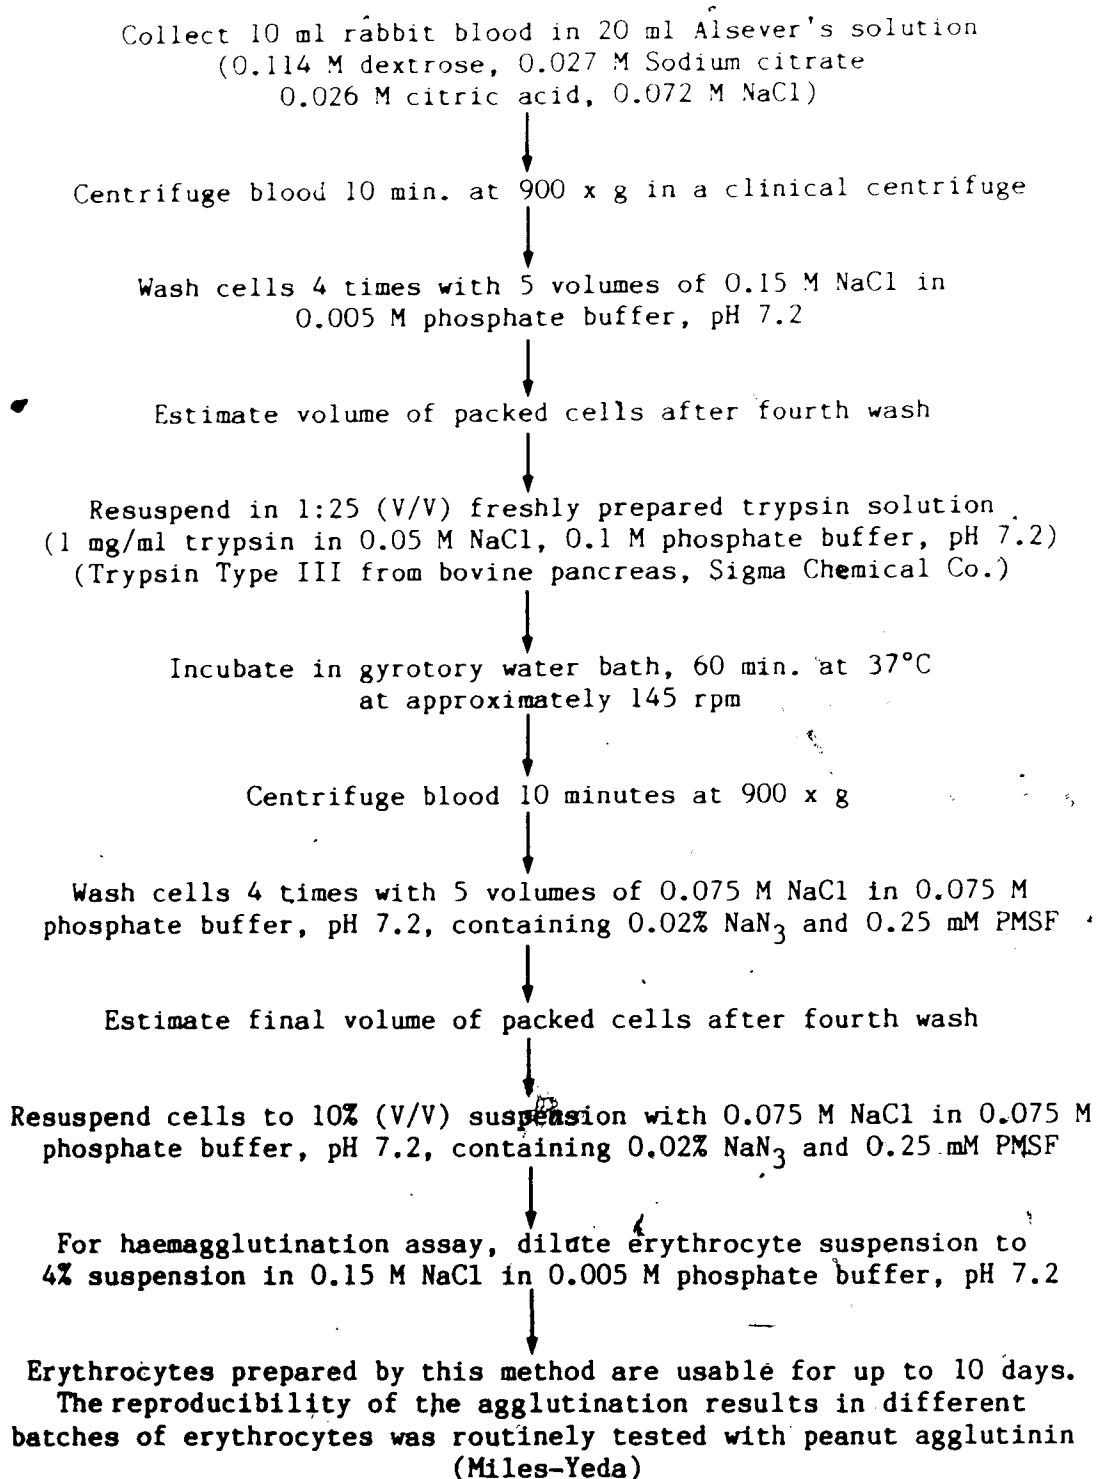 Collect 10 ml rabbit blood in 20 ml Alsever's solution
(0.114 M dextrose, 0.027 M Sodium citrate
0.026 M citric acid, 0.072 M NaCl)
Centrifuge blood 10 min. at 900 x g in a clinical centrifuge
Wash cells 4 times with 5 volumes of 0.15 M NaCl in
0.005 M phosphate buffer, pH 7.2
Estimate volume of packed cells after fourth wash
Resuspend in 1:25 (V/V) freshly prepared trypsin solution
(1 mg/ml trypsin in 0.05 M NaCl, 0.1 M phosphate buffer, pH 7.2)
(Trypsin Type III from bovine pancreas, Sigma Chemical Co.)
Incubate in gyrotory water bath, 60 min. at 37°C
at approximately 145 rpm
Centrifuge blood 10 minutes at 900 x g
Wash cells 4 times with 5 volumes of 0.075 M NaCl in 0.075 M
phosphate buffer, pH 7.2, containing 0.02% NaN3 and 0.25 mM PMSF
Estimate final volume of packed cells after fourth wash
Resuspend cells to 10% (V/V) suspension with 0.075 M NaCl in 0.075 M
phosphate buffer, pH 7.2, containing 0.02% NaN3 and 0.25 mM PMSF
For haemagglutination assay, dilute erythrocyte suspension to
4% suspension in 0.15 M NaCl in 0.005 M phosphate buffer, pH 7.2
Erythrocytes prepared by this method are usable for up to 10 days.
The reproducibility of the agglutination results in different
batches of erythrocytes was routinely tested with peanut agglutinin
(Miles-Yeda)